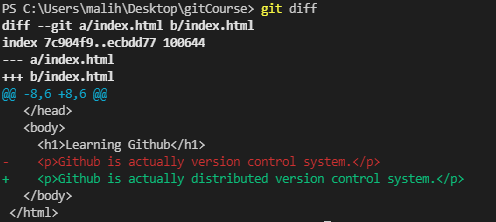 PS C:\Users\malih\Desktop\gitCourse> git diff
diff --git a/index.html b/index.html
index 7c904f9..ecbdd77 100644
--- a/index.html
+++ b/index.html
@@ -8,6 +8,6 @@
   </head>
   <body>
     <h1>Learning Github</h1>
-    <p>Github is actually version control system.</p>
+    <p>Github is actually distributed version control system.</p>
   </body>
 </html>